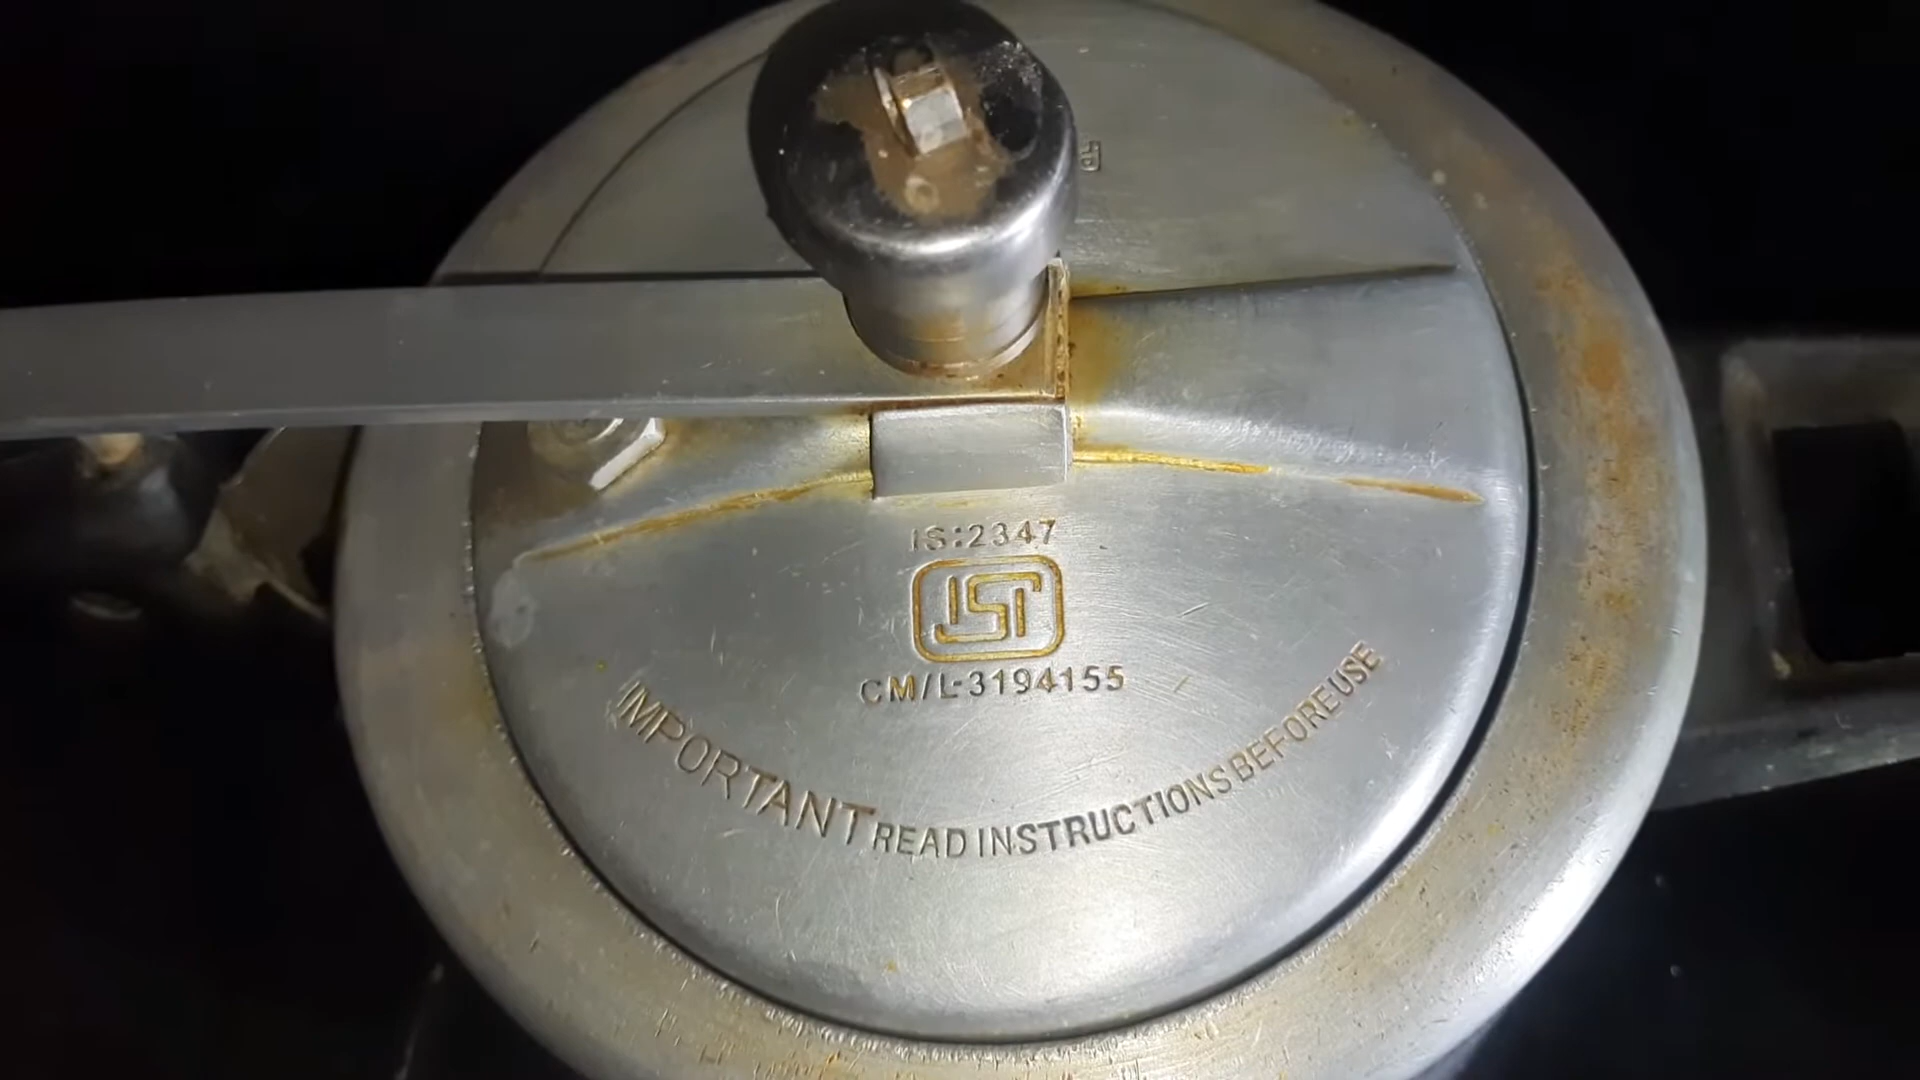 IS:2347
ISI
CM/L-3194155
IMPORTANT READ INSTRUCTIONS BEFORE USE